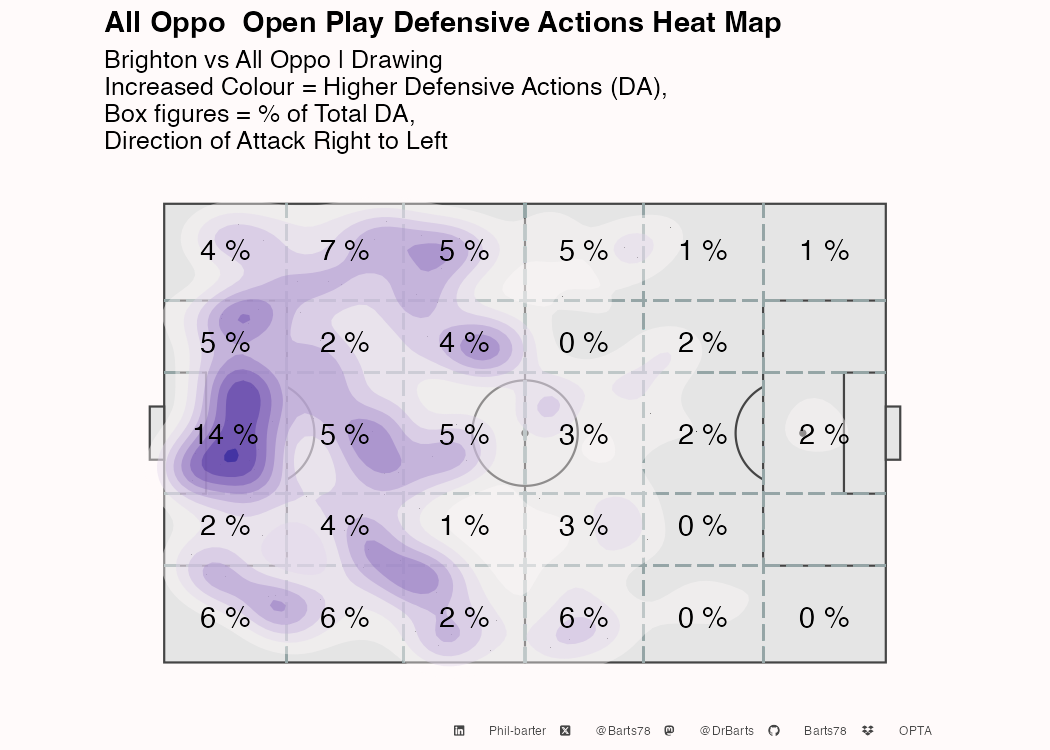 All Oppo  Open Play Defensive Actions Heat Map
Brighton vs All Oppo | Drawing
Increased Colour = Higher Defensive Actions (DA),
Box figures = % of Total DA,
Direction of Attack Right to Left
4 % 7 % 5 % 5 % 1 % 1 %
5 % 2 % 4 % 0 % 2 %
14 % 5 % 5 % 3 % 2 % 2 %
2 % 4 % 1 % 3 % 0 %
6 % 6 % 2 % 6 % 0 % 0 %
Phil-barter @Barts78 @DrBarts Barts78 OPTA